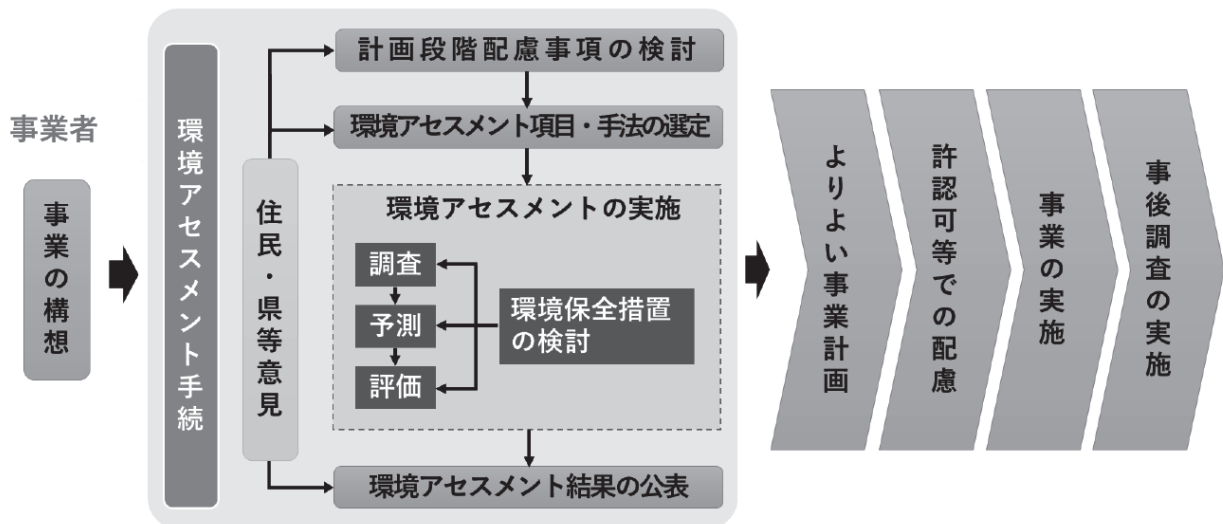 事業者
事業の構想
環境アセスメント手続
住民・県等意見
計画段階配慮事項の検討
環境アセスメント項目・手法の選定
環境アセスメントの実施
調査
予測
評価
環境保全措置
の検討
環境アセスメント結果の公表
よりよい事業計画
許認可等での配慮
事業の実施
事後調査の実施